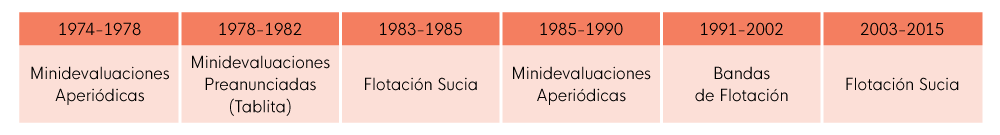 1974-1978
1978-1982
1983-1985
1985-1990
1991-2002
2003-2015
Minidevaluaciones
Aperiódicas
Minidevaluaciones
Preanunciadas
(Tablita)
Flotación Sucia
Minidevaluaciones
Aperiódicas
Bandas
de Flotación
Flotación Sucia